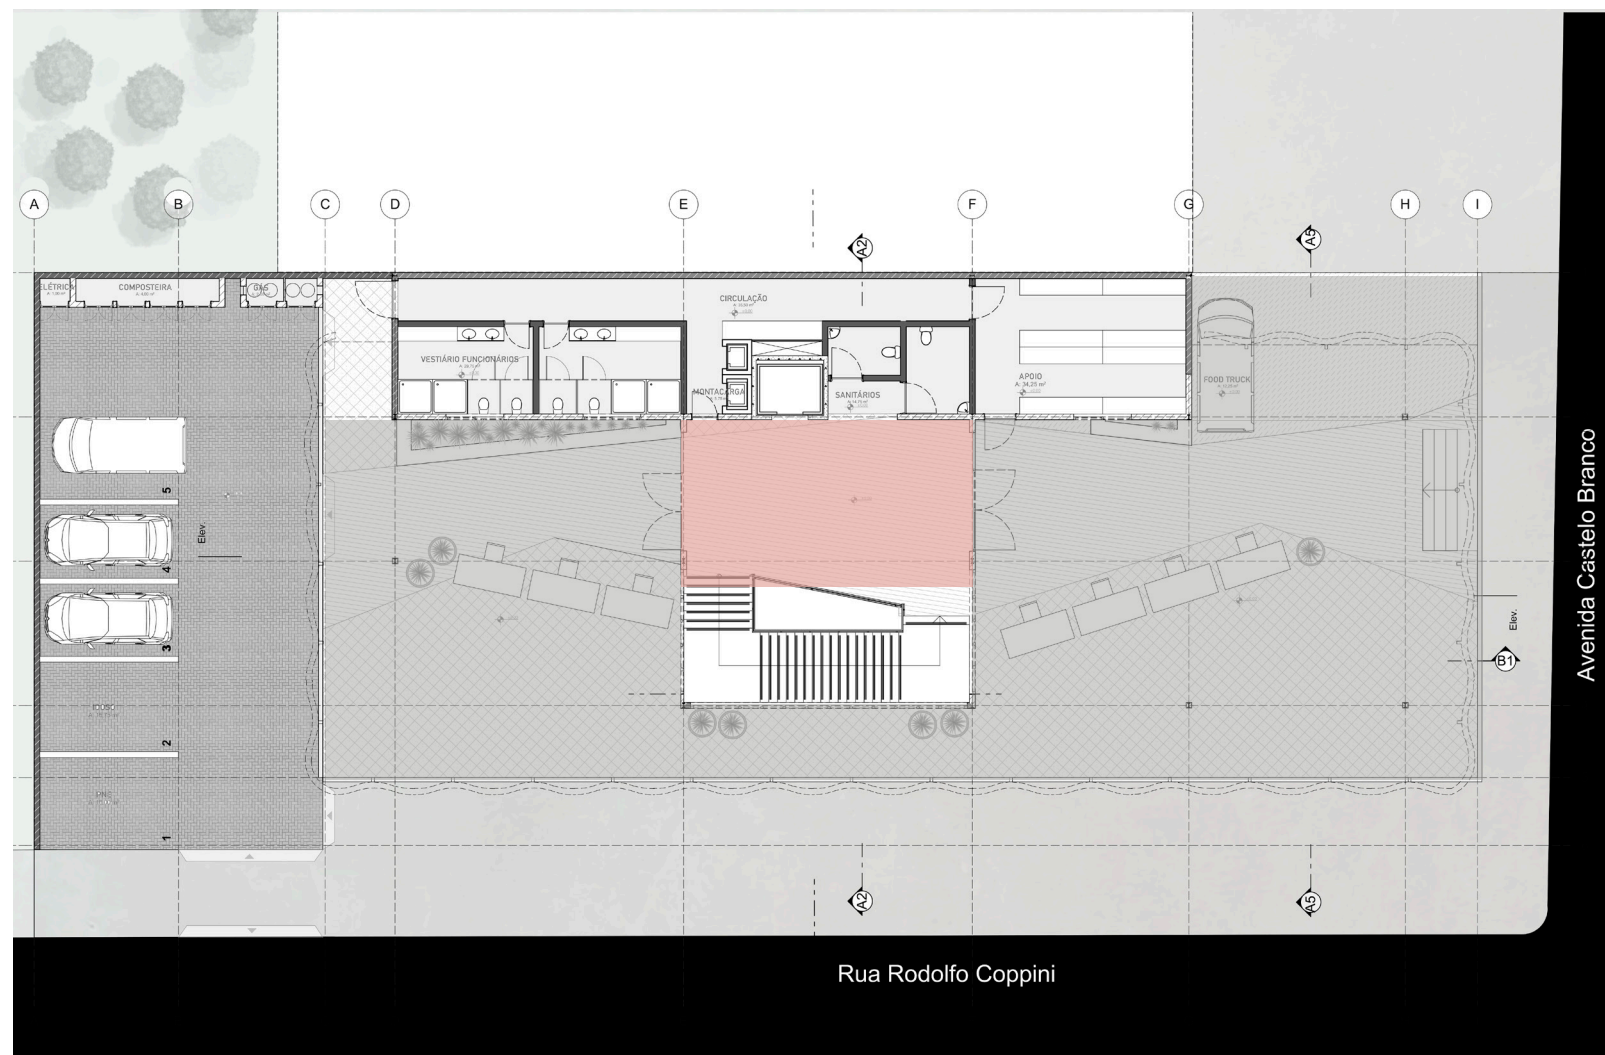 A B C D E F G H I
A2
A5
ELÉTRICA
COMPOSTEIRA
GÁS
CIRCULAÇÃO
VESTIÁRIO FUNCIONÁRIOS
MONTACARGA
SANITÁRIOS
APOIO
A: 34,25 m²
FOOD TRUCK
5
Elev.
4
3
IDOSO
2
PNE
1
Elev.
B1
Avenida Castelo Branco
A2
A5
Rua Rodolfo Coppini